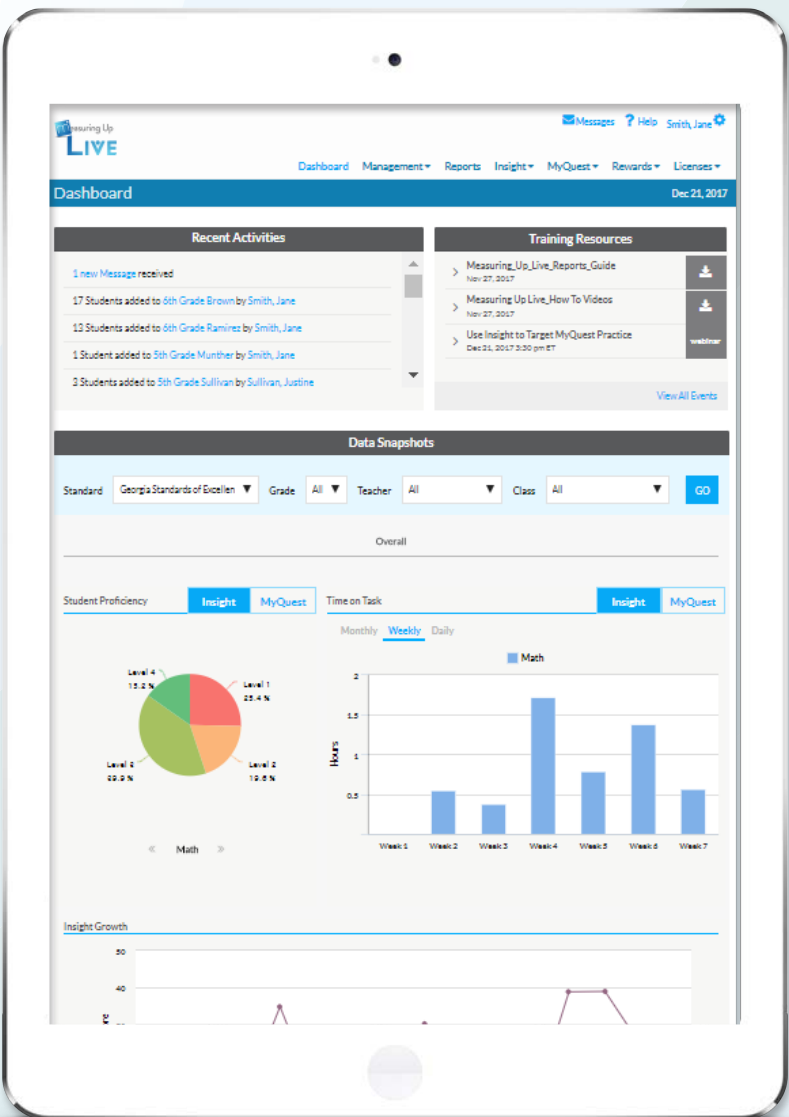 Measuring Up
LIVE
Messages ? Help Smith, Jane
Dashboard Management Reports Insight MyQuest Rewards Licenses
Dashboard
Dec 21, 2017
Recent Activities
1 new Message received
17 Students added to 6th Grade Brown by Smith, Jane
13 Students added to 6th Grade Ramirez by Smith, Jane
1 Student added to 5th Grade Munther by Smith, Jane
3 Students added to 5th Grade Sullivan by Sullivan, Justine
Training Resources
Measuring_Up_Live_Reports_Guide
Nov 27, 2017
Measuring Up Live_How To Videos
Nov 27, 2017
Use Insight to Target MyQuest Practice
Dec 21, 2017 3:30 pm ET
webinar
View All Events
Data Snapshots
Standard Georgia Standards of Excellen Grade All Teacher All Class All GO
Overall
Student Proficiency Insight MyQuest
Level 4
15.2 %
Level 1
25.4 %
Level 3
39.9 %
Level 2
19.6 %
« Math »
Time on Task Insight MyQuest
Monthly Weekly Daily
Math
2
1.5
1
0.5
Hours
Week 1 Week 2 Week 3 Week 4 Week 5 Week 6 Week 7
Insight Growth
50
40